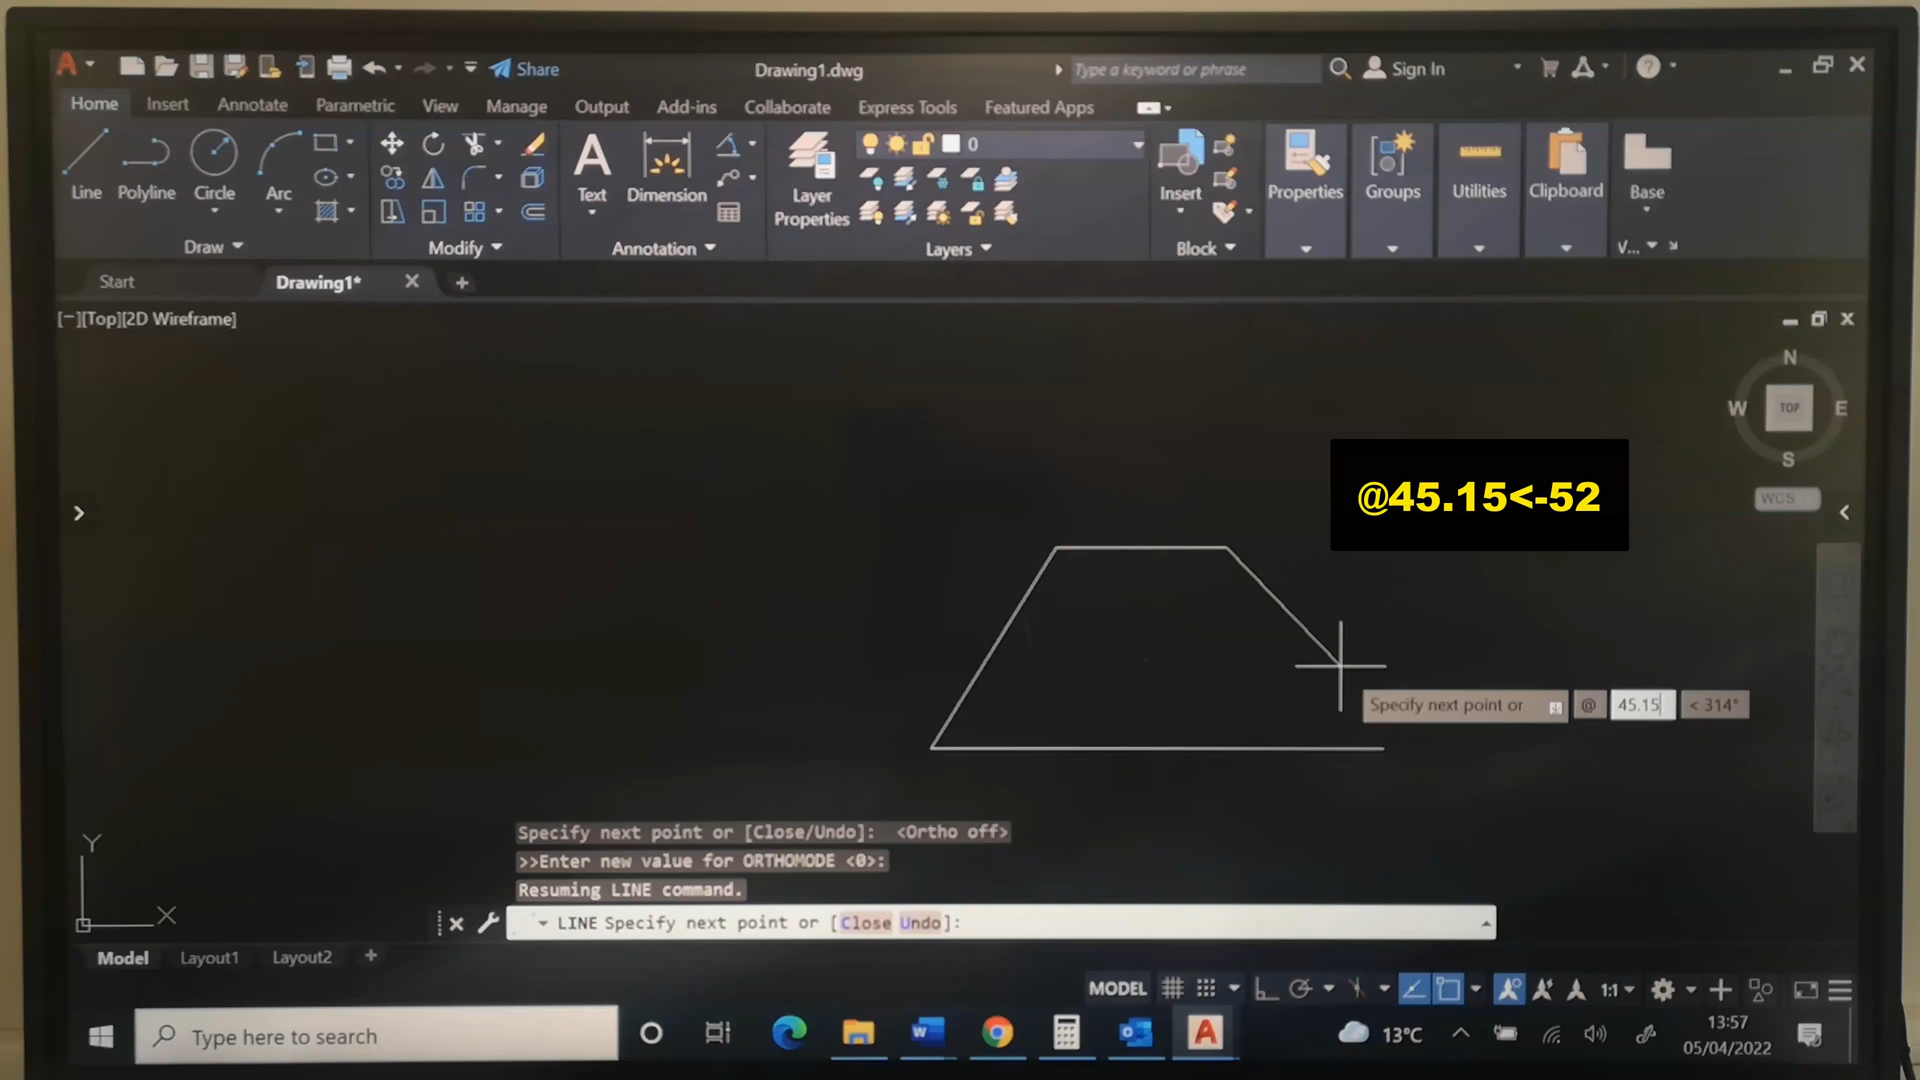 Share
Drawing1.dwg
Type a keyword or phrase
Sign In
Home Insert Annotate Parametric View Manage Output Add-ins Collaborate Express Tools Featured Apps
Line Polyline Circle Arc
Draw
Modify
Text Dimension
Annotation
Layer Properties
0
Layers
Insert
Block
Properties
Groups
Utilities
Clipboard
Base
V...
Start
Drawing1*
[-][Top][2D Wireframe]
N
W TOP E
S
WCS
@45.15<-52
Specify next point or @ 45.15 < 314°
Specify next point or [Close/Undo]: <Ortho off>
>>Enter new value for ORTHOMODE <0>:
Resuming LINE command.
LINE Specify next point or [Close Undo]:
Y
X
Model Layout1 Layout2
MODEL
1:1
Type here to search
13°C
13:57
05/04/2022